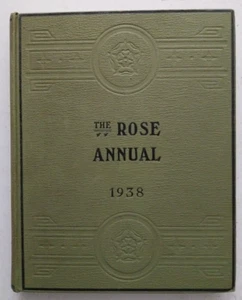 THE ROSE
ANNUAL
1938